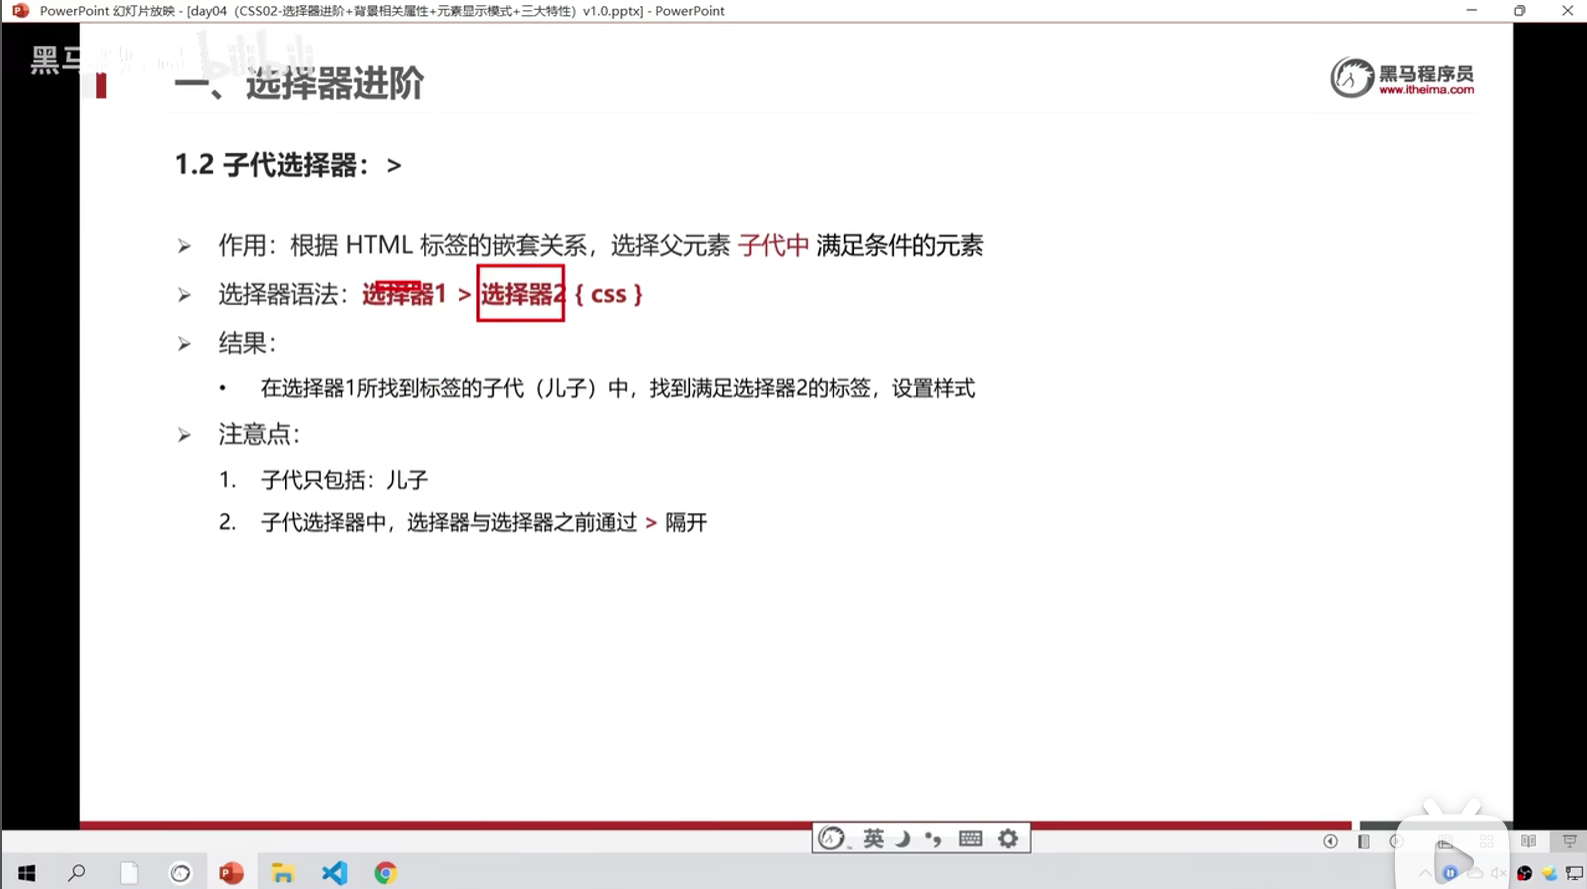 PowerPoint 幻灯片放映 - [day04（CSS02-选择器进阶+背景相关属性+元素显示模式+三大特性）v1.0.pptx] - PowerPoint
黑马
bilibili
一、选择器进阶
黑马程序员
www.itheima.com
1.2 子代选择器：>
作用：根据 HTML 标签的嵌套关系，选择父元素 子代中 满足条件的元素
选择器语法：选择器1 > 选择器2 { css }
结果：
• 在选择器1所找到标签的子代（儿子）中，找到满足选择器2的标签，设置样式
注意点：
1. 子代只包括：儿子
2. 子代选择器中，选择器与选择器之前通过 > 隔开
英